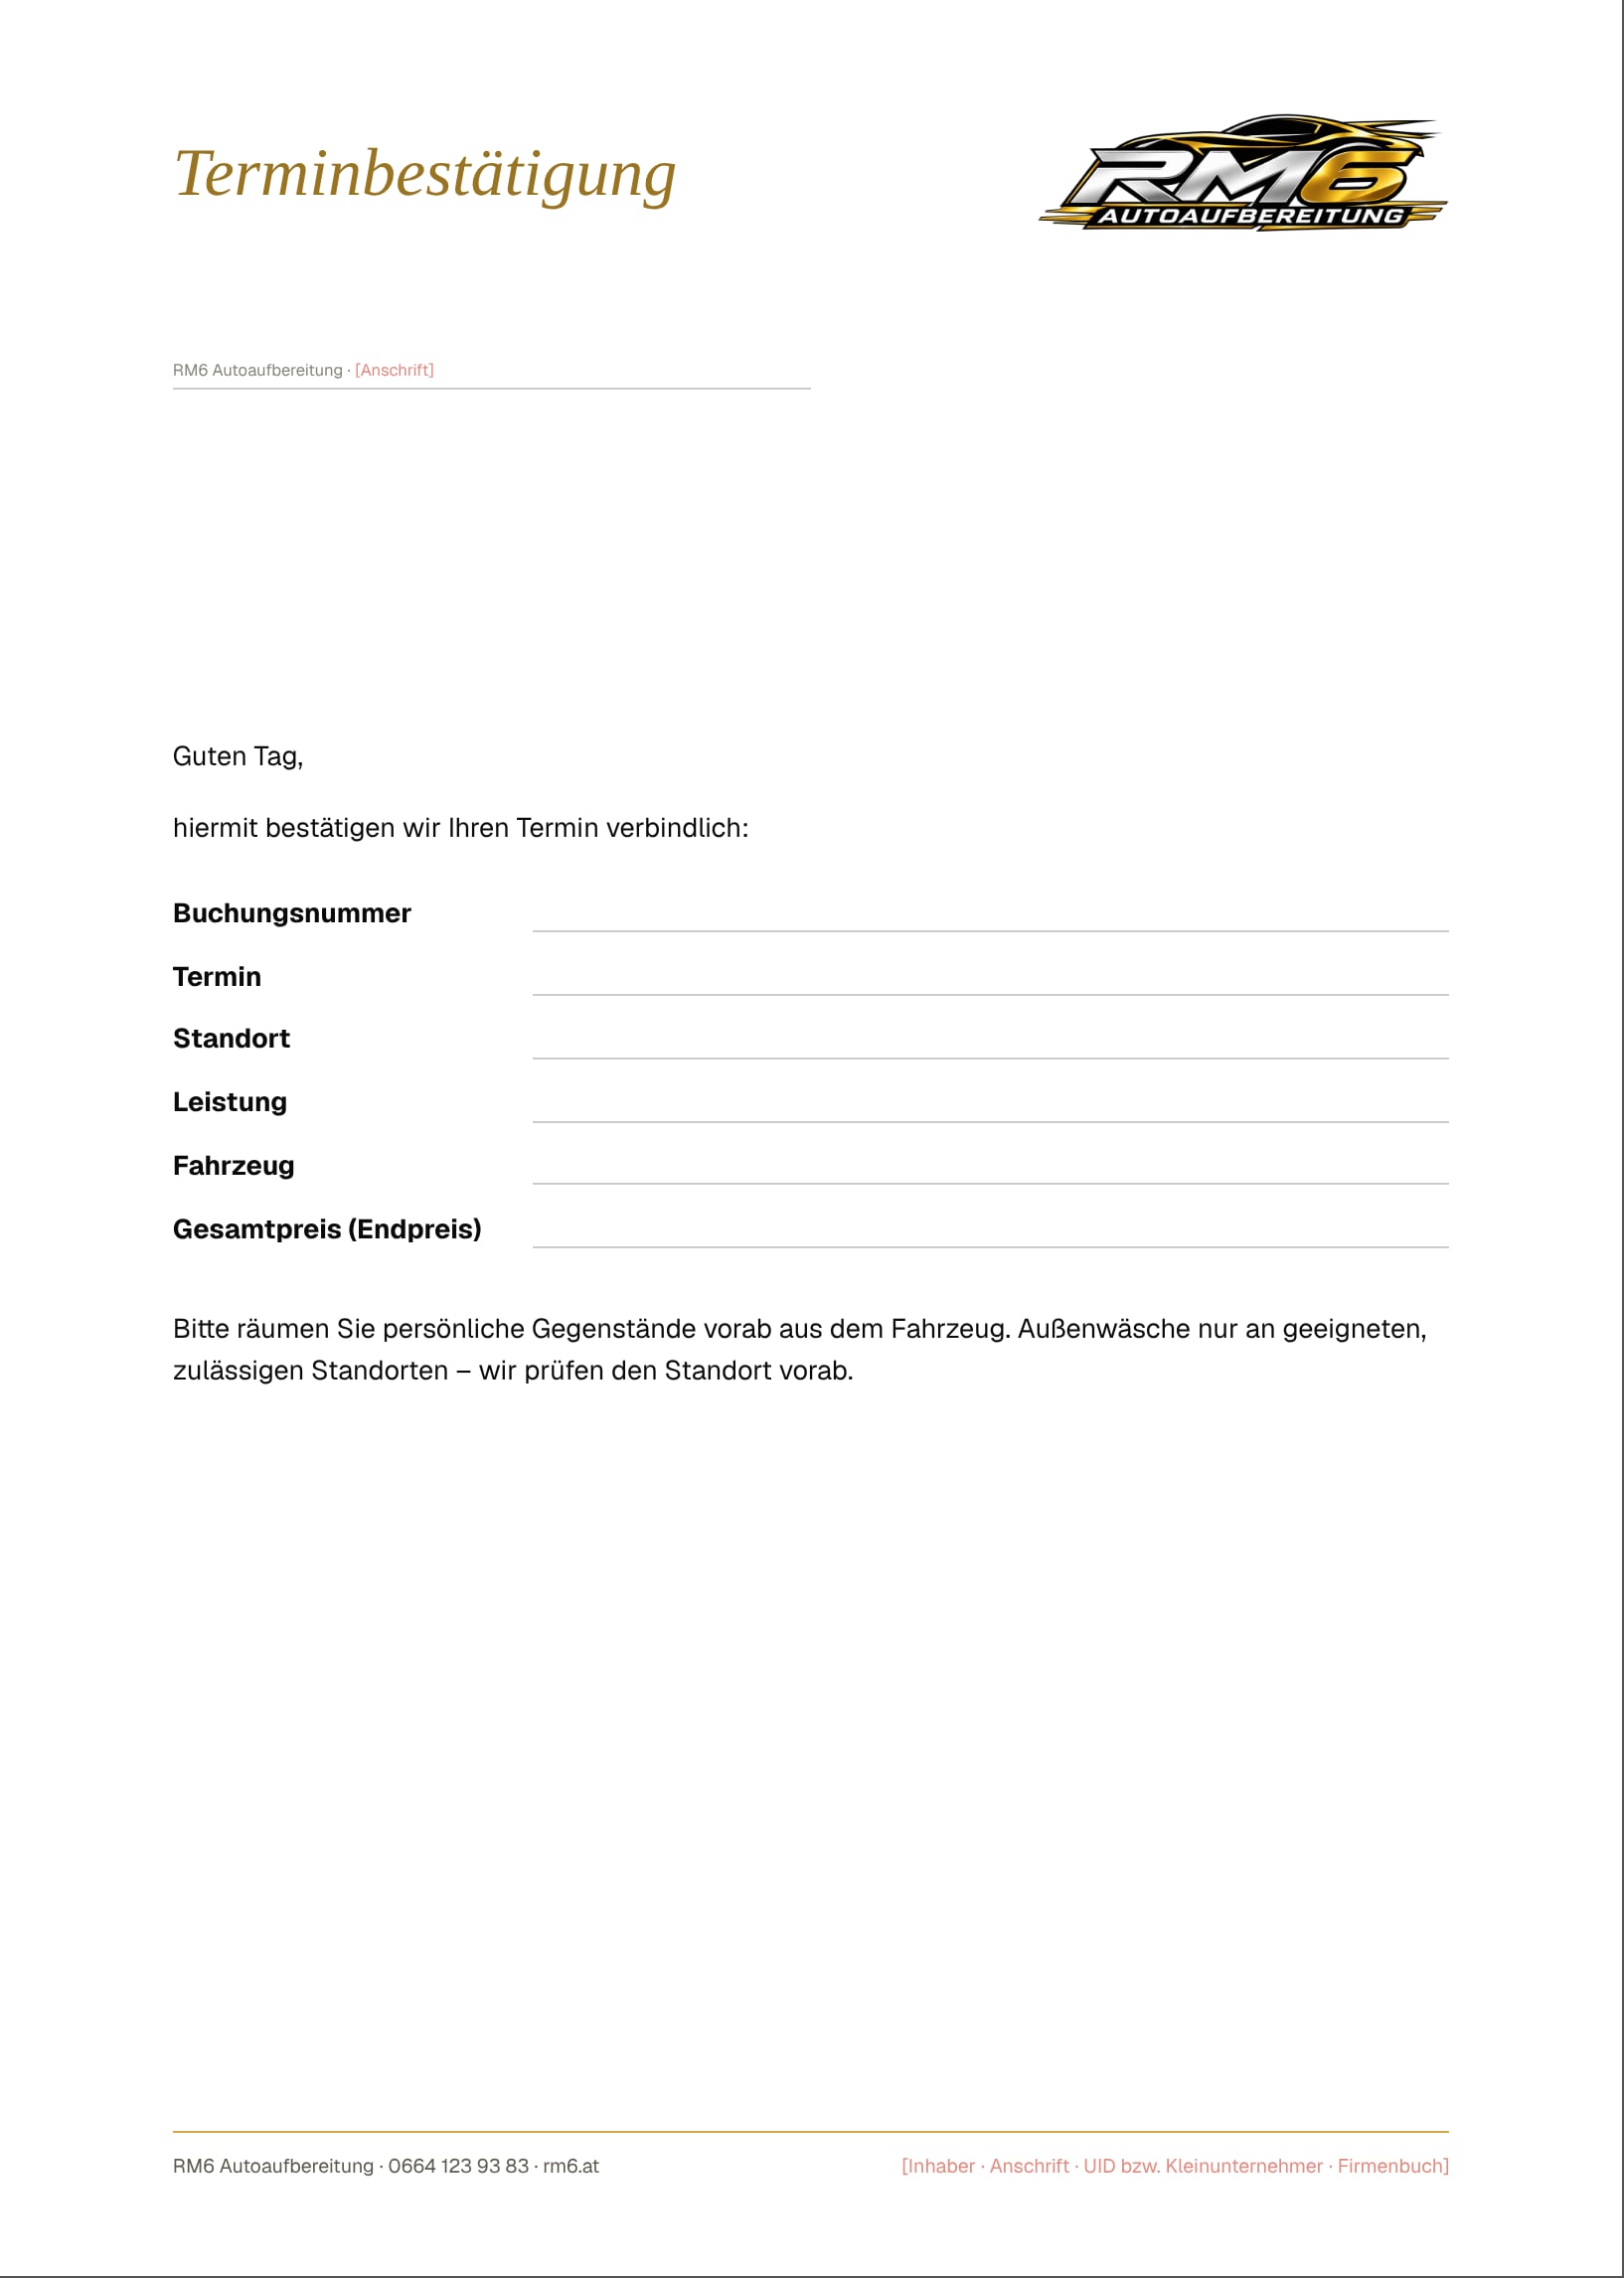 Terminbestätigung
RM6
AUTOAUFBEREITUNG
RM6 Autoaufbereitung · [Anschrift]
Guten Tag,
hiermit bestätigen wir Ihren Termin verbindlich:
Buchungsnummer
Termin
Standort
Leistung
Fahrzeug
Gesamtpreis (Endpreis)
Bitte räumen Sie persönliche Gegenstände vorab aus dem Fahrzeug. Außenwäsche nur an geeigneten,
zulässigen Standorten – wir prüfen den Standort vorab.
RM6 Autoaufbereitung · 0664 123 93 83 · rm6.at
[Inhaber · Anschrift · UID bzw. Kleinunternehmer · Firmenbuch]